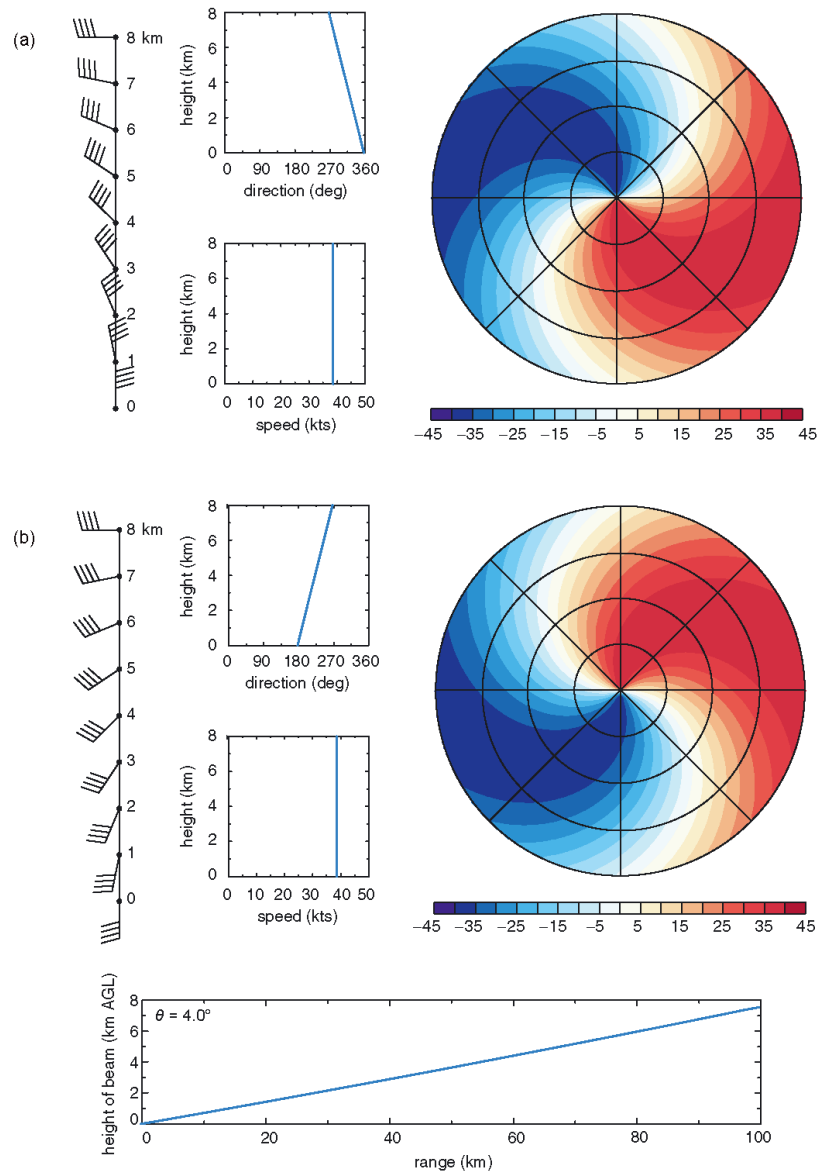 (a)
8 km
7
6
5
4
3
2
1
0
height (km)
8
6
4
2
0
0 90 180 270 360
direction (deg)
height (km)
8
6
4
2
0
0 10 20 30 40 50
speed (kts)
−45 −35 −25 −15 −5 5 15 25 35 45
(b)
8 km
7
6
5
4
3
2
1
0
height (km)
8
6
4
2
0
0 90 180 270 360
direction (deg)
height (km)
8
6
4
2
0
0 10 20 30 40 50
speed (kts)
−45 −35 −25 −15 −5 5 15 25 35 45
height of beam (km AGL)
8
6
4
2
0
θ = 4.0°
0 20 40 60 80 100
range (km)